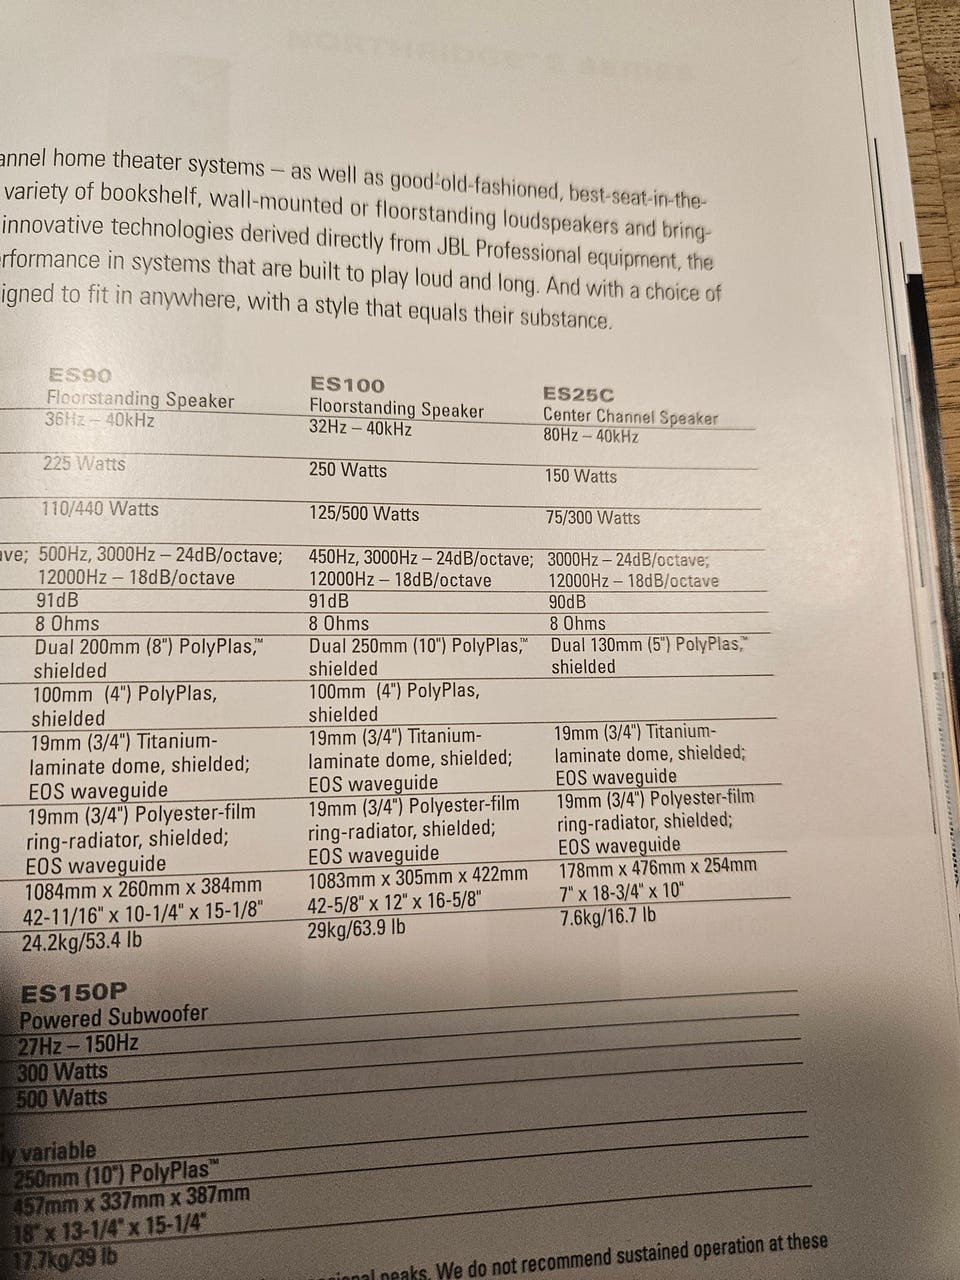 annel home theater systems – as well as good-old-fashioned, best-seat-in-the-
variety of bookshelf, wall-mounted or floorstanding loudspeakers and bring-
innovative technologies derived directly from JBL Professional equipment, the
rformance in systems that are built to play loud and long. And with a choice of
igned to fit in anywhere, with a style that equals their substance.
ES90 ES100 ES25C
Floorstanding Speaker Floorstanding Speaker Center Channel Speaker
36Hz – 40kHz 32Hz – 40kHz 80Hz – 40kHz
225 Watts 250 Watts 150 Watts
110/440 Watts 125/500 Watts 75/300 Watts
ave; 500Hz, 3000Hz – 24dB/octave; 450Hz, 3000Hz – 24dB/octave; 3000Hz – 24dB/octave;
12000Hz – 18dB/octave 12000Hz – 18dB/octave 12000Hz – 18dB/octave
91dB 91dB 90dB
8 Ohms 8 Ohms 8 Ohms
Dual 200mm (8") PolyPlas,™ Dual 250mm (10") PolyPlas,™ Dual 130mm (5") PolyPlas,™
shielded shielded shielded
100mm (4") PolyPlas, 100mm (4") PolyPlas,
shielded shielded
19mm (3/4") Titanium- 19mm (3/4") Titanium- 19mm (3/4") Titanium-
laminate dome, shielded; laminate dome, shielded; laminate dome, shielded;
EOS waveguide EOS waveguide EOS waveguide
19mm (3/4") Polyester-film 19mm (3/4") Polyester-film 19mm (3/4") Polyester-film
ring-radiator, shielded; ring-radiator, shielded; ring-radiator, shielded;
EOS waveguide EOS waveguide EOS waveguide
1084mm x 260mm x 384mm 1083mm x 305mm x 422mm 178mm x 476mm x 254mm
42-11/16" x 10-1/4" x 15-1/8" 42-5/8" x 12" x 16-5/8" 7" x 18-3/4" x 10"
24.2kg/53.4 lb 29kg/63.9 lb 7.6kg/16.7 lb
ES150P
Powered Subwoofer
27Hz – 150Hz
300 Watts
500 Watts
ly variable
250mm (10") PolyPlas™
457mm x 337mm x 387mm
18" x 13-1/4" x 15-1/4"
17.7kg/39 lb
sional peaks. We do not recommend sustained operation at these